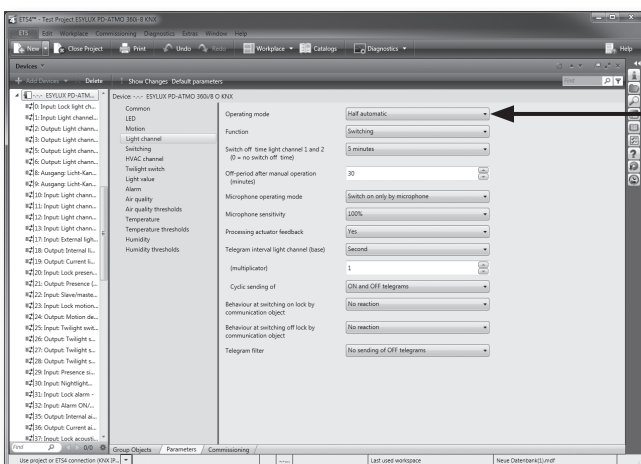 ETS4™ - Test Project ESYLUX PD-ATMO 360i-8 KNX
ETS Edit Workplace Commissioning Diagnostics Extras Window Help
New Close Project Print Undo Redo Workplace Catalogs Diagnostics Help
Devices
Add Devices Delete Show Changes Default parameters Find
-.-.- ESYLUX PD-ATM...
0: Input: Lock light ch...
1: Input: Light channel...
2: Output: Light chann...
3: Output: Light chann...
5: Output: Light chann...
6: Output: Light chann...
8: Ausgang: Licht-Kan...
9: Ausgang: Licht-Kan...
10: Input: Light chann...
11: Input: Light chann...
12: Input: Light chann...
13: Input: Light chann...
17: Input: External ligh...
18: Output: Internal li...
19: Output: Current li...
20: Input: Lock presen...
21: Output: Presence (...
22: Input: Slave/maste...
23: Input: Lock motion...
24: Output: Motion de...
25: Input: Twilight swit...
26: Output: Twilight s...
27: Output: Twilight s...
28: Output: Twilight s...
29: Input: Presence si...
30: Input: Nightlight...
31: Input: Lock alarm -
32: Input: Alarm ON/...
35: Output: Internal ai...
36: Output: Current ai...
37: Input: Lock acousti...
Find 0/0
Device: -.-.- ESYLUX PD-ATMO 360i/8 O KNX
Common
LED
Motion
Light channel
Switching
HVAC channel
Twilight switch
Light value
Alarm
Air quality
Air quality thresholds
Temperature
Temperature thresholds
Humidity
Humidity thresholds
Operating mode Half automatic
Function Switching
Switch off time light channel 1 and 2 5 minutes
(0 = no switch off time)
Off-period after manual operation 30
(minutes)
Microphone operating mode Switch on only by microphone
Microphone sensitivity 100%
Processing actuator feedback Yes
Telegram interval light channel (base) Second
(multiplicator) 1
Cyclic sending of ON and OFF telegrams
Behaviour at switching on lock by No reaction
communication object
Behaviour at switching off lock by No reaction
communication object
Telegram filter No sending of OFF telegrams
Group Objects Parameters Commissioning
Use project or ETS4 connection (KNX IP... -.-.- Last used workspace Neue Datenbank(1).mdf